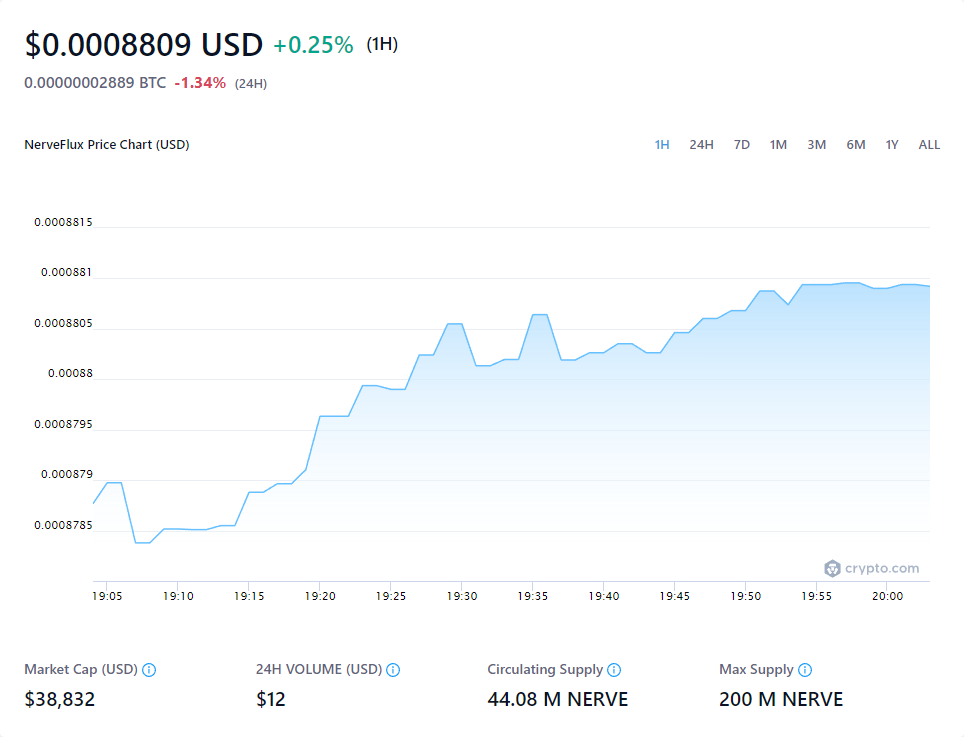 $0.0008809 USD +0.25% (1H)
0.00000002889 BTC -1.34% (24H)
NerveFlux Price Chart (USD) 1H 24H 7D 1M 3M 6M 1Y ALL
0.0008815
0.000881
0.0008805
0.00088
0.0008795
0.000879
0.0008785
crypto.com
19:05 19:10 19:15 19:20 19:25 19:30 19:35 19:40 19:45 19:50 19:55 20:00
Market Cap (USD) 24H VOLUME (USD) Circulating Supply Max Supply
$38,832 $12 44.08 M NERVE 200 M NERVE